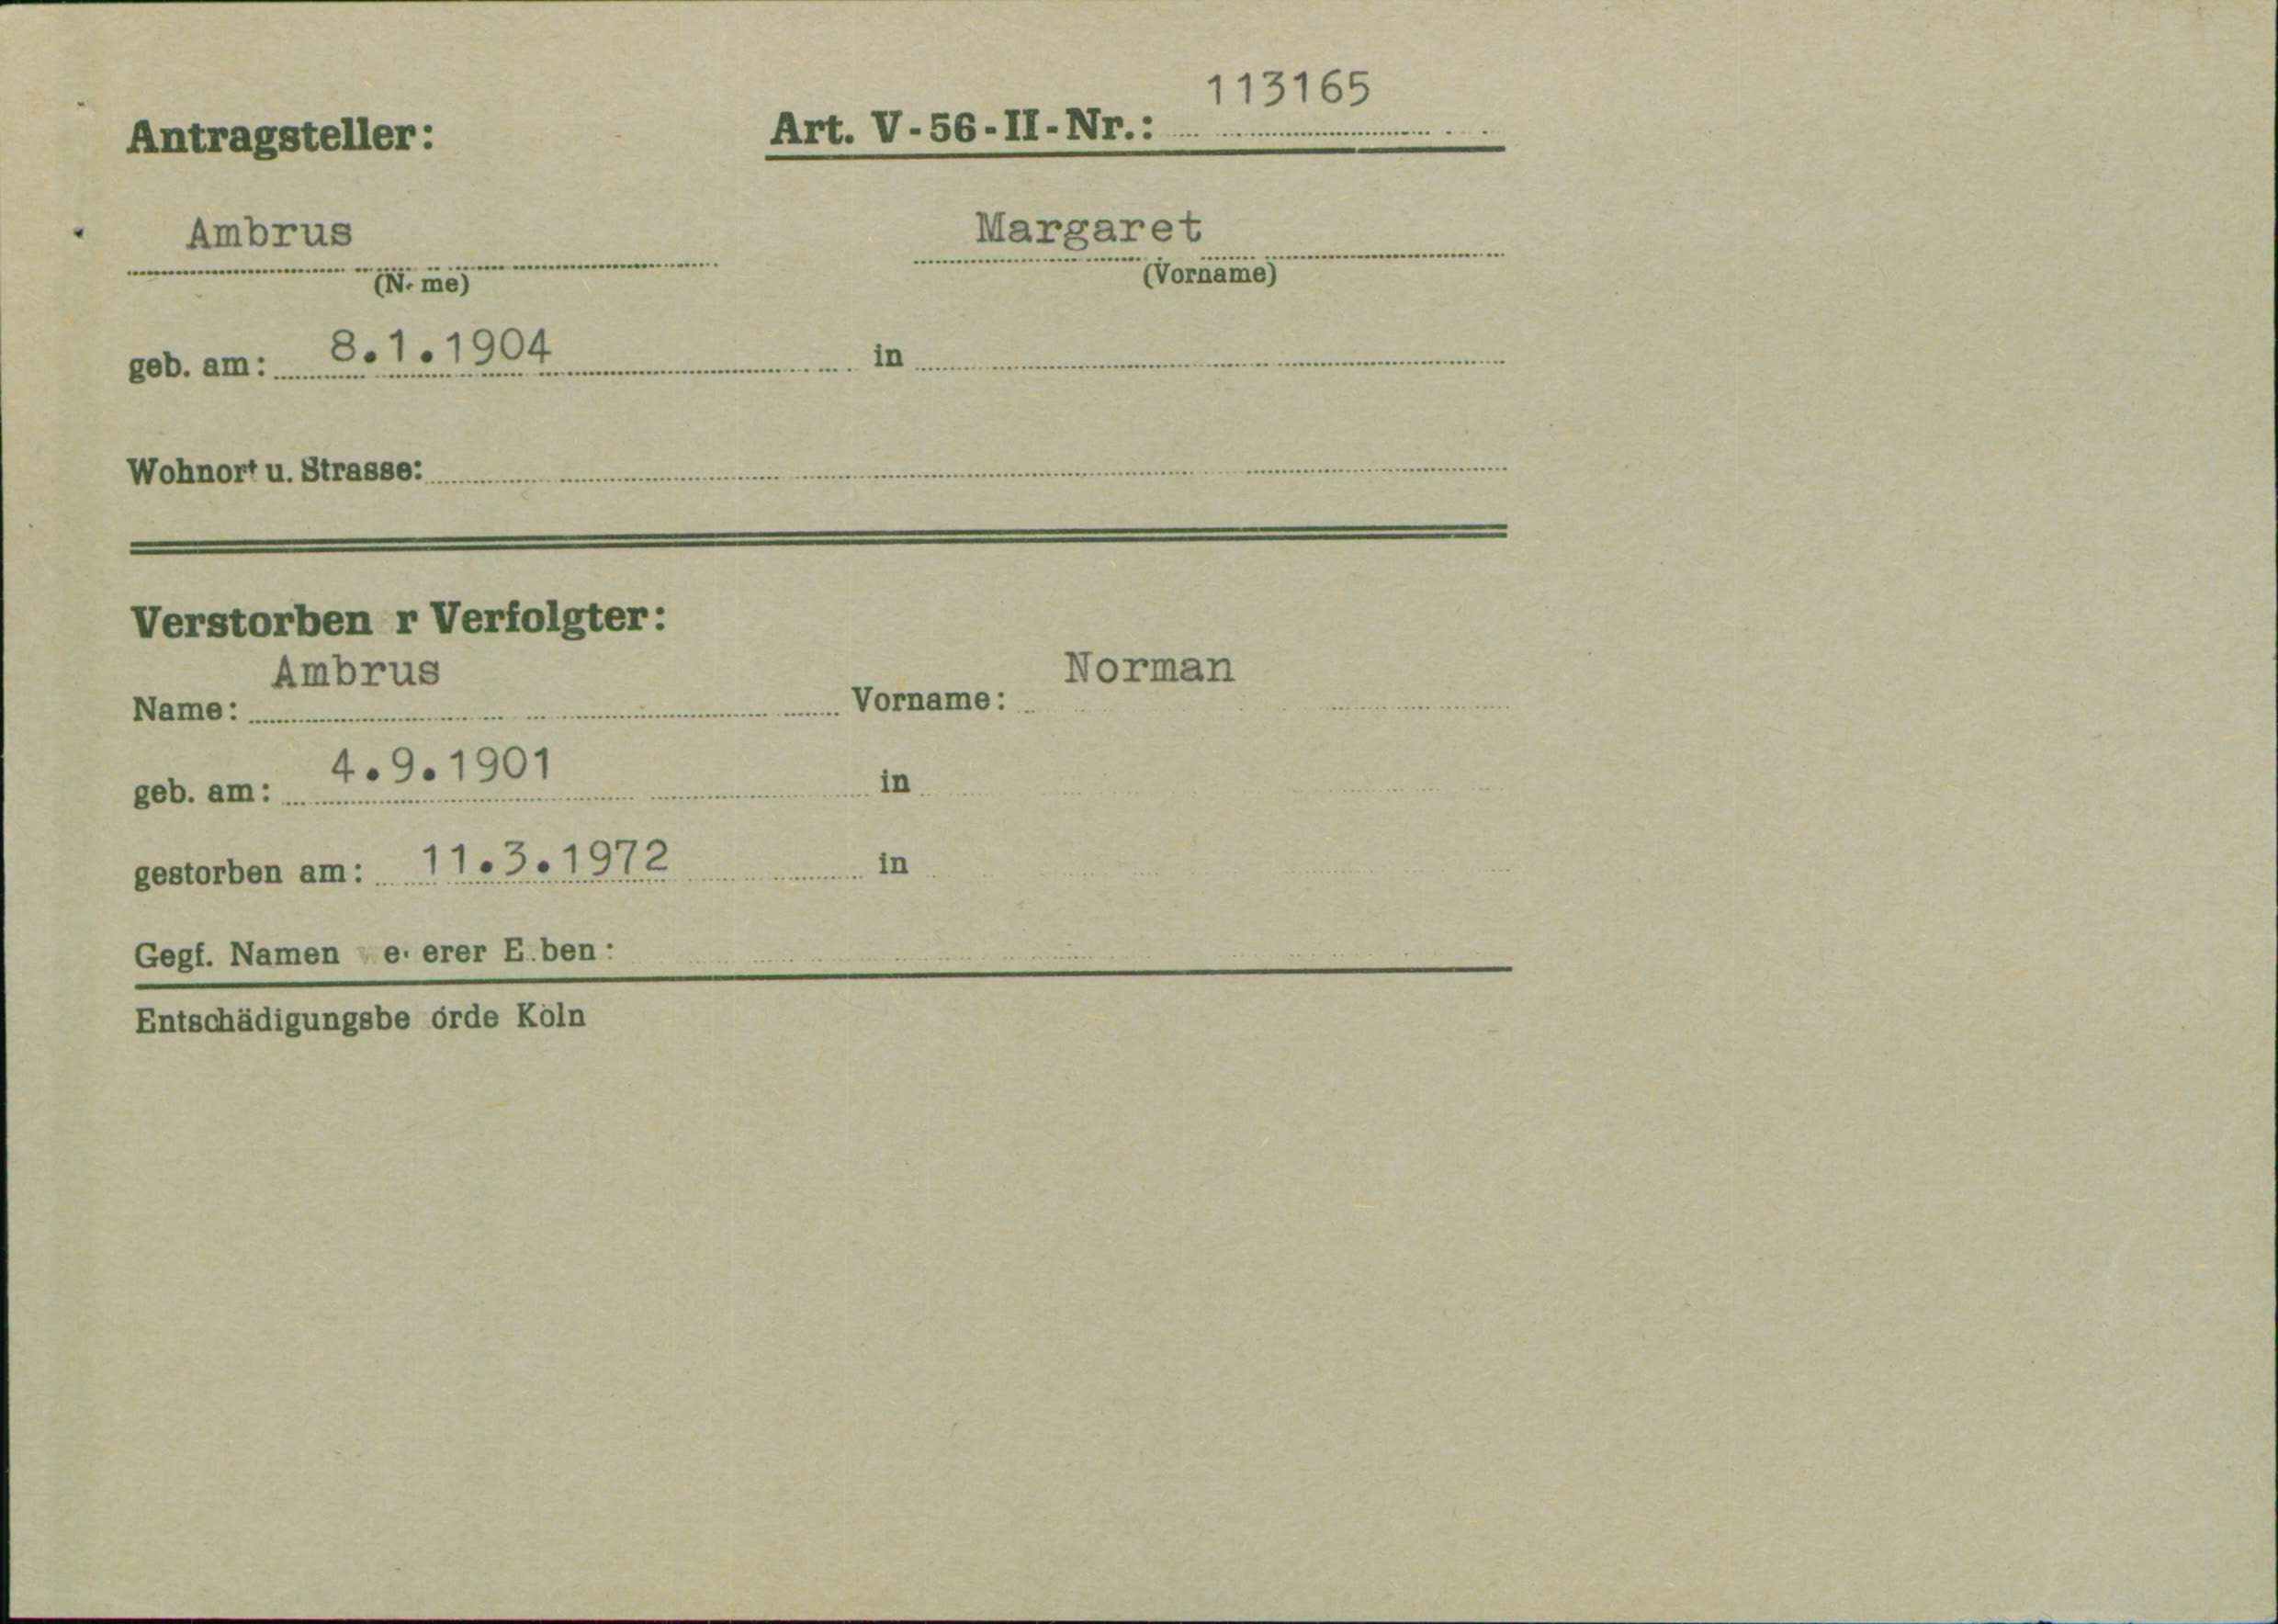 113165
Antragsteller: Art. V-56-II-Nr.:
Ambrus Margaret
(N me) (Vorname)
geb. am: 8.1.1904 in
Wohnort u. Strasse:
Verstorben r Verfolgter:
Ambrus Norman
Name: Vorname:
geb. am: 4.9.1901 in
gestorben am: 11.3.1972 in
Gegf. Namen e erer E ben:
Entschädigungsbe örde Köln